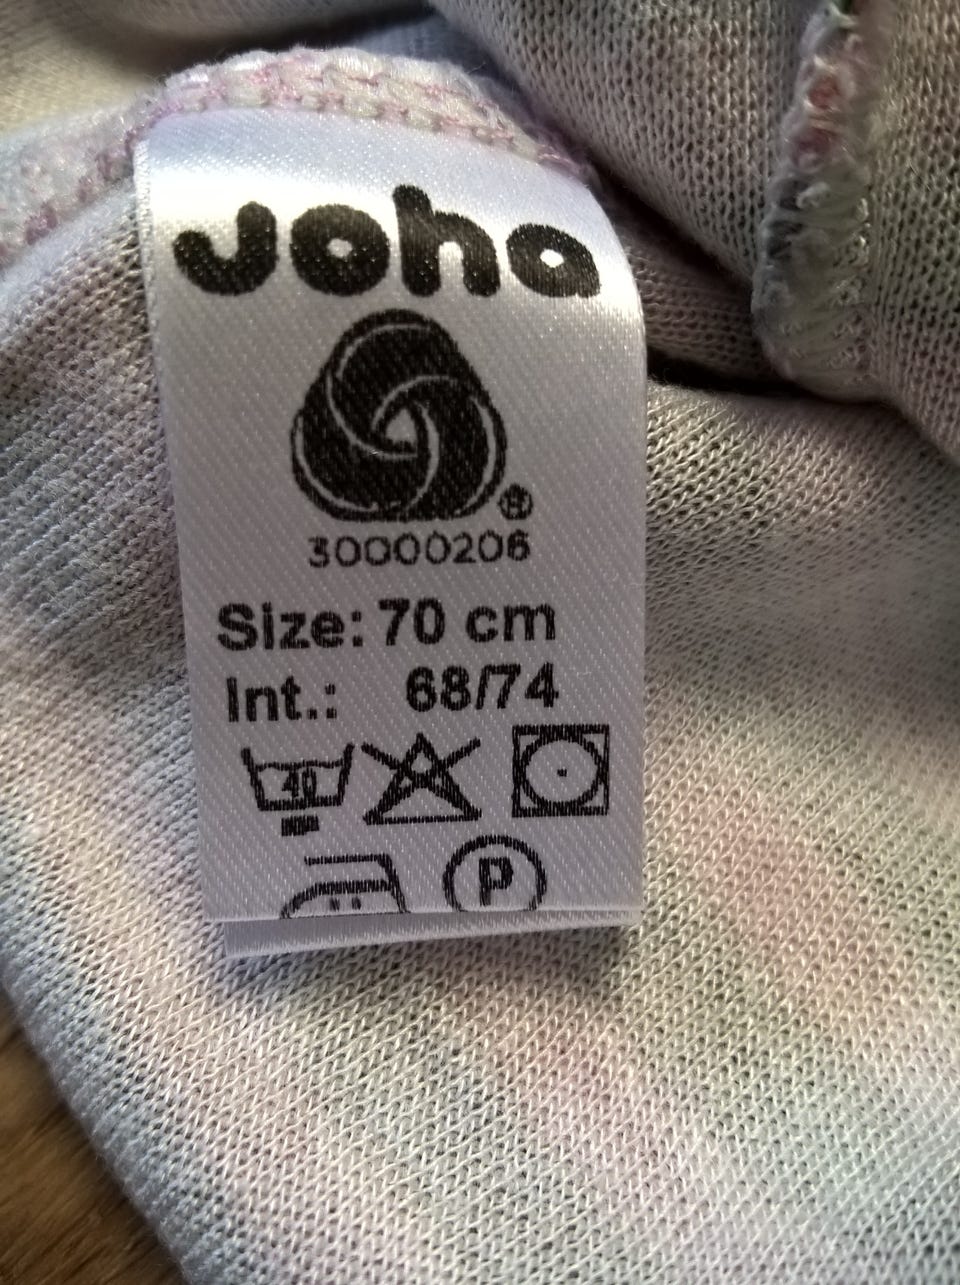 Joha
®
30000206
Size: 70 cm
Int.: 68/74
40
P